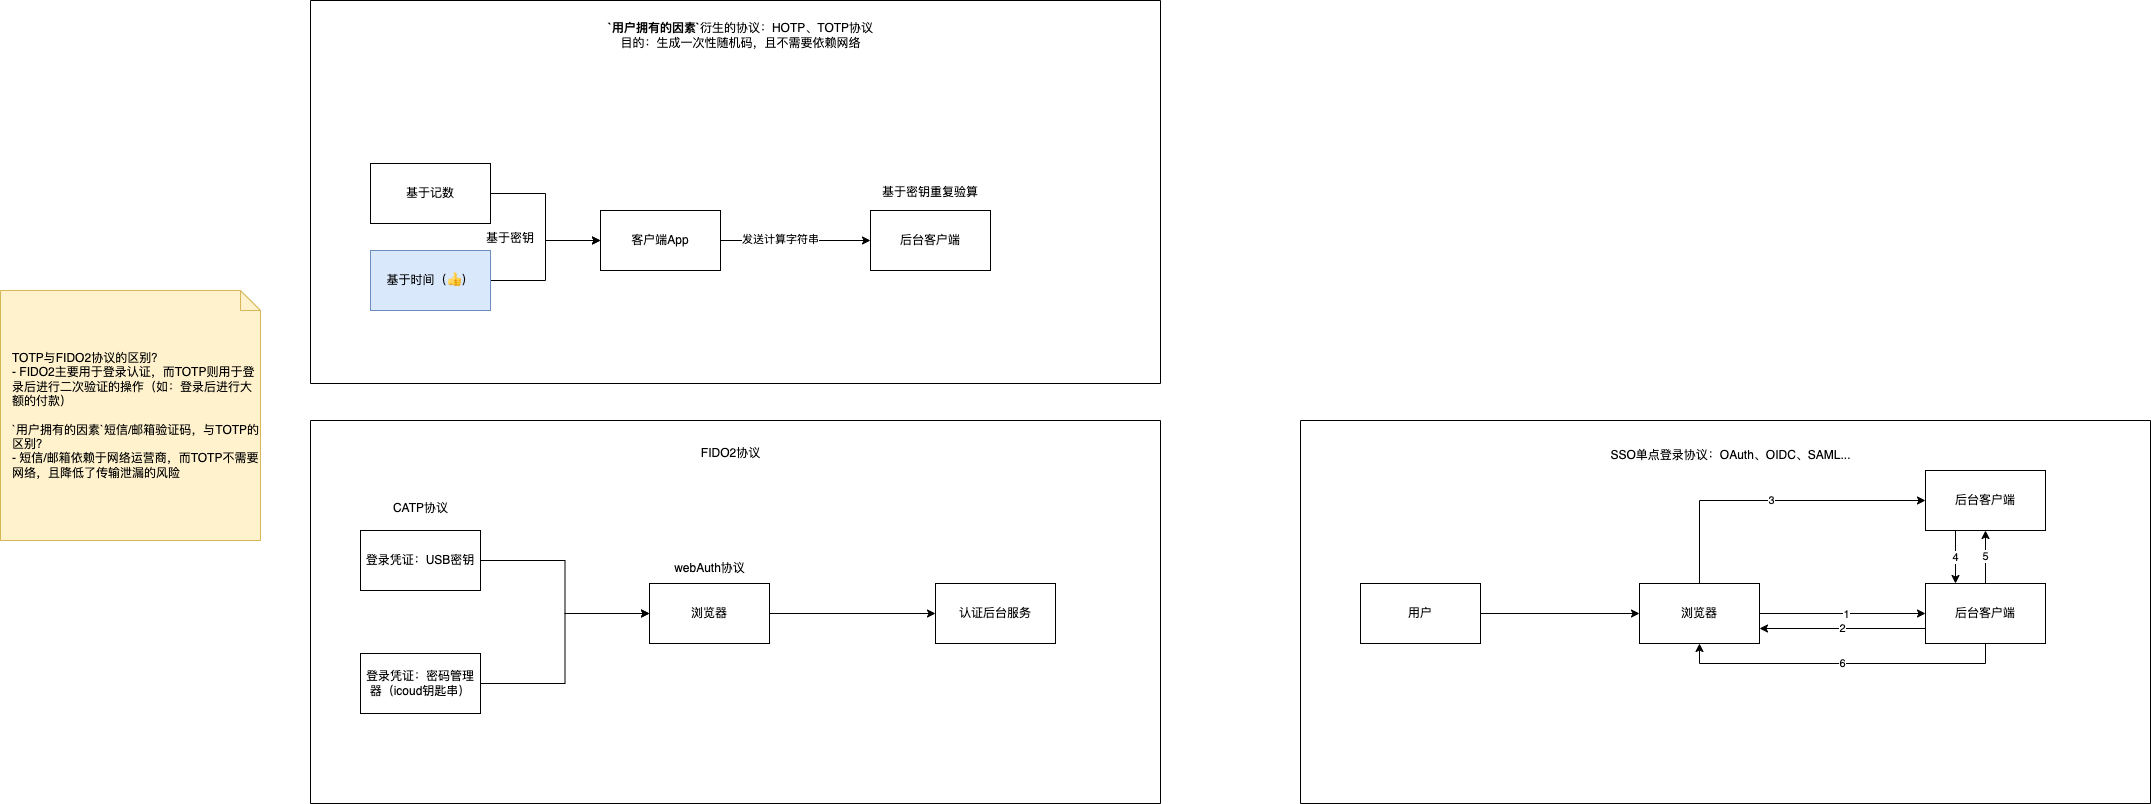 `用户拥有的因素`衍生的协议：HOTP、TOTP协议
目的：生成一次性随机码，且不需要依赖网络
基于记数
基于密钥
基于时间（👍）
客户端App
发送计算字符串
基于密钥重复验算
后台客户端
TOTP与FIDO2协议的区别？
- FIDO2主要用于登录认证，而TOTP则用于登
录后进行二次验证的操作（如：登录后进行大
额的付款）
`用户拥有的因素`短信/邮箱验证码，与TOTP的
区别？
- 短信/邮箱依赖于网络运营商，而TOTP不需要
网络，且降低了传输泄漏的风险
FIDO2协议
CATP协议
登录凭证：USB密钥
登录凭证：密码管理
器（icoud钥匙串）
webAuth协议
浏览器
认证后台服务
SSO单点登录协议：OAuth、OIDC、SAML...
用户
浏览器
3
后台客户端
4
5
1
2
后台客户端
6